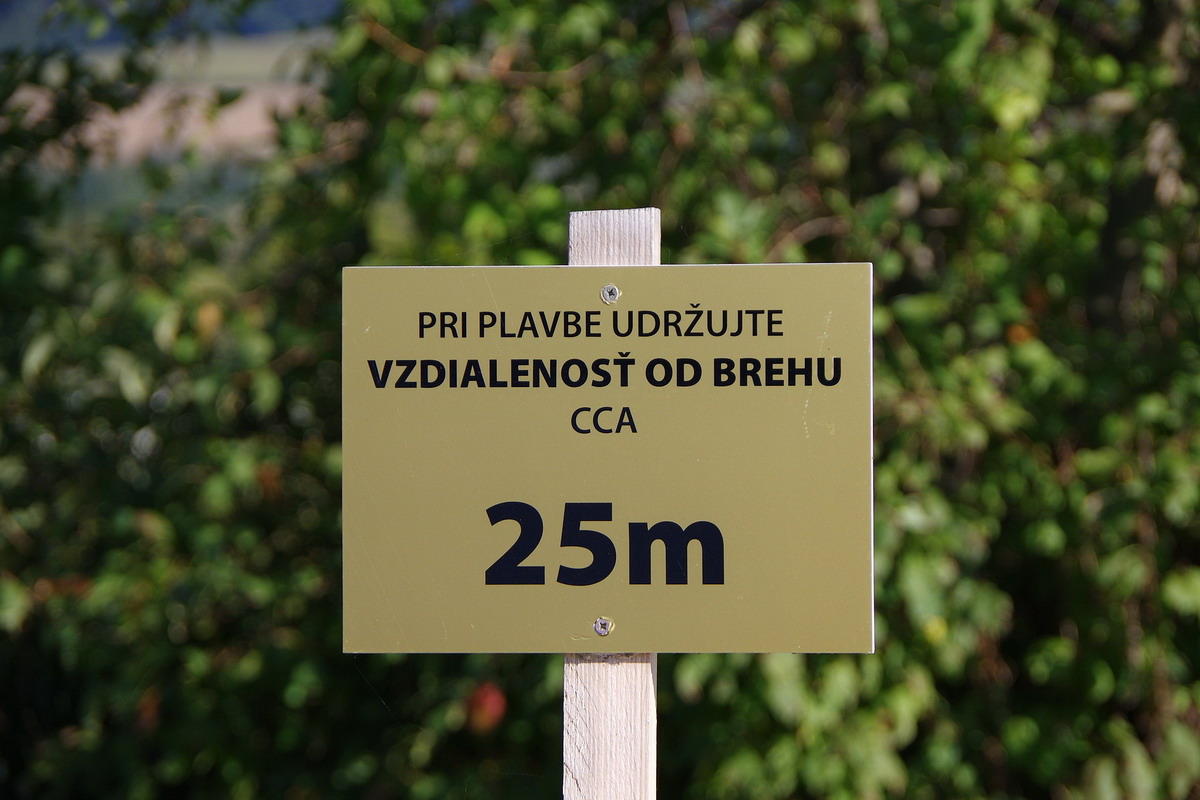 PRI PLAVBE UDRŽUJTE
VZDIALENOSŤ OD BREHU
CCA
25m